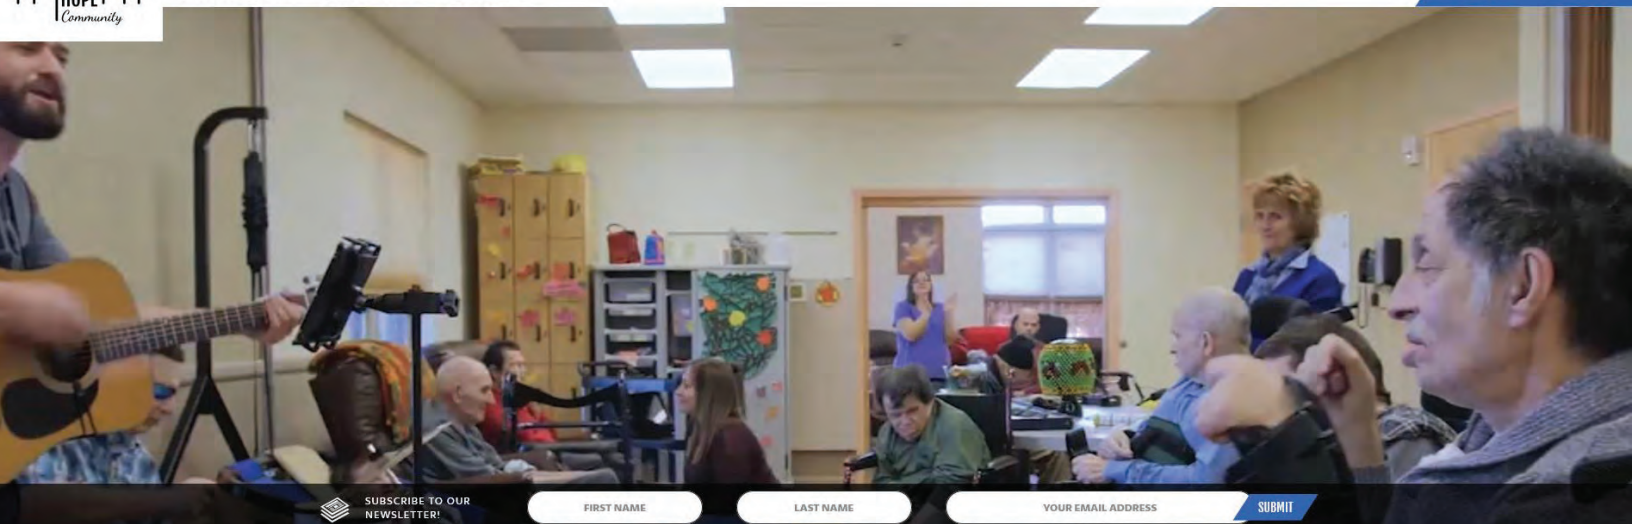 HOPE
Community
SUBSCRIBE TO OUR
NEWSLETTER!
FIRST NAME
LAST NAME
YOUR EMAIL ADDRESS
SUBMIT